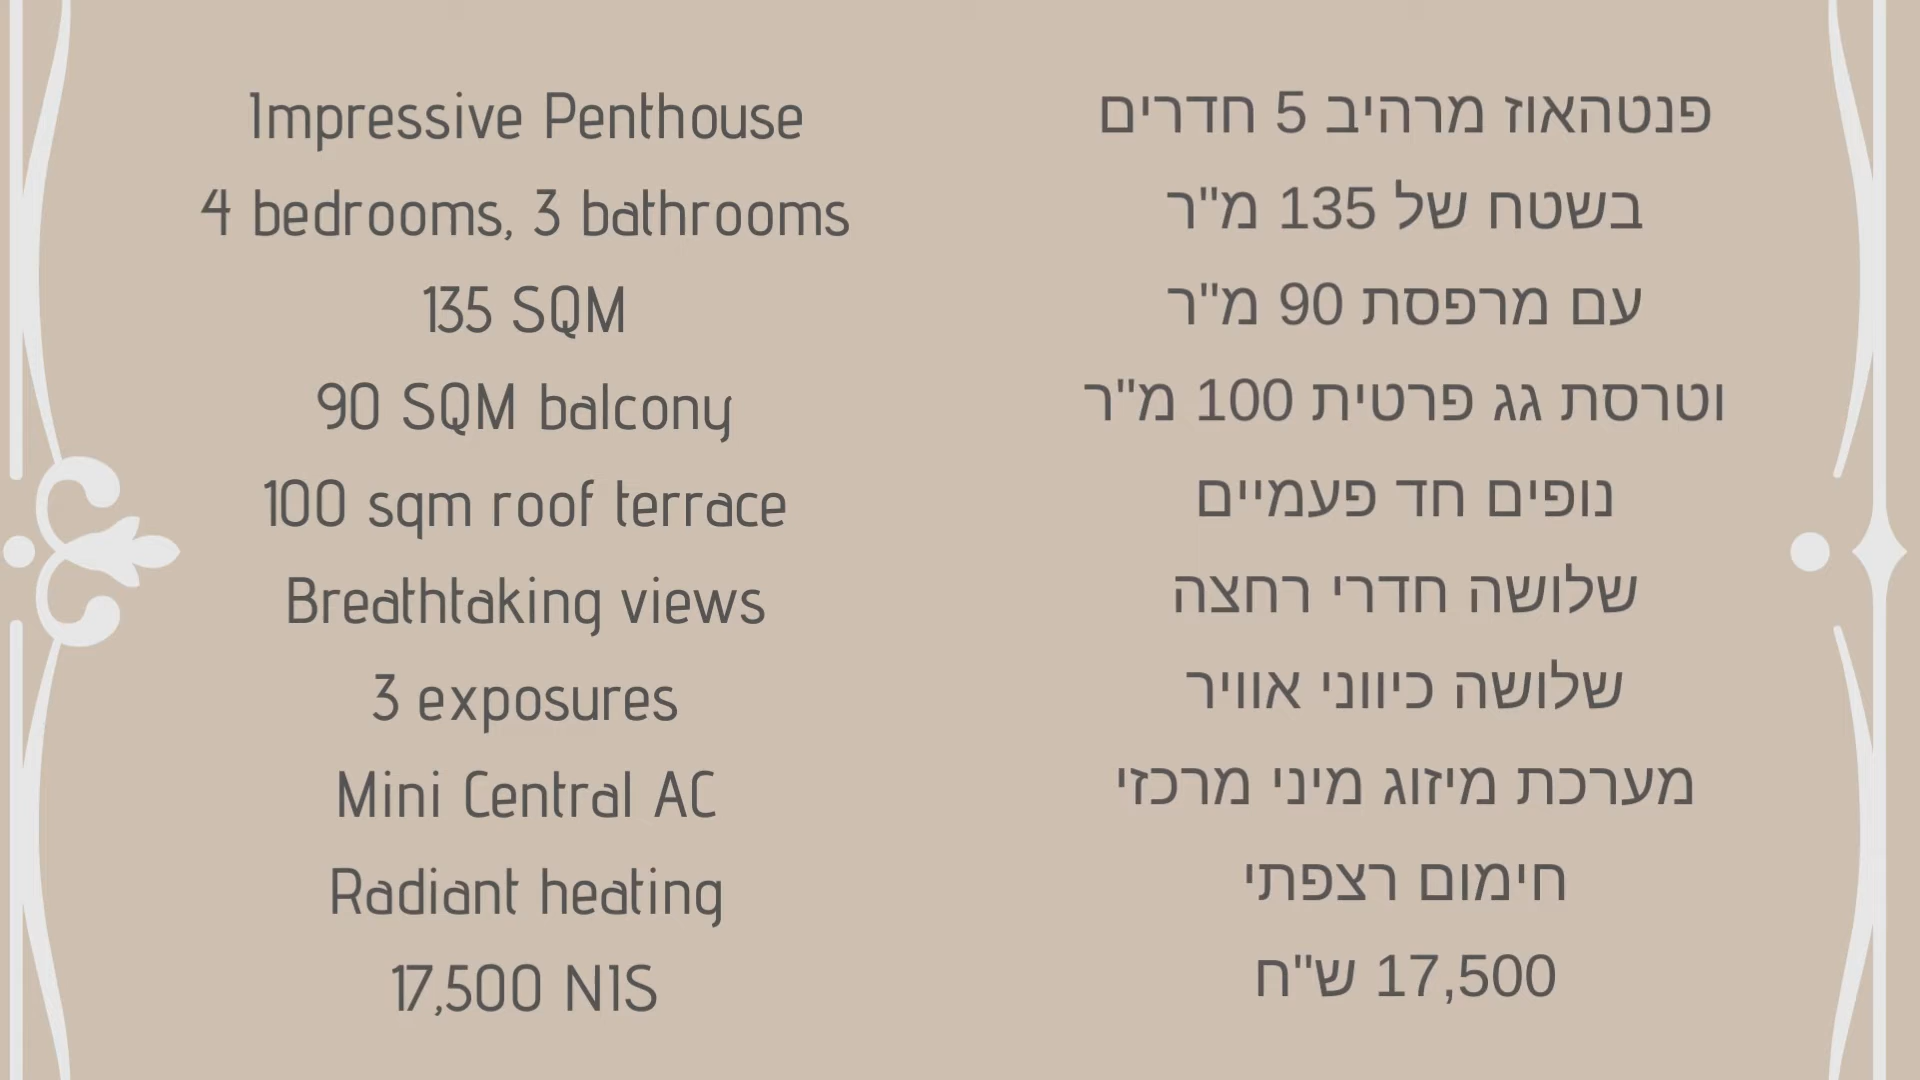 Impressive Penthouse
4 bedrooms, 3 bathrooms
135 SQM
90 SQM balcony
100 sqm roof terrace
Breathtaking views
3 exposures
Mini Central AC
Radiant heating
17,500 NIS
פנטהאוז מרהיב 5 חדרים
בשטח של 135 מ"ר
עם מרפסת 90 מ"ר
וטרסת גג פרטית 100 מ"ר
נופים חד פעמיים
שלושה חדרי רחצה
שלושה כיווני אוויר
מערכת מיזוג מיני מרכזי
חימום רצפתי
17,500 ש"ח